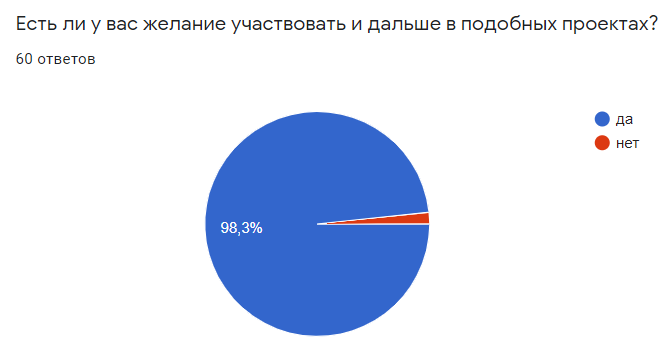 Есть ли у вас желание участвовать и дальше в подобных проектах?
60 ответов
да
нет
98,3%